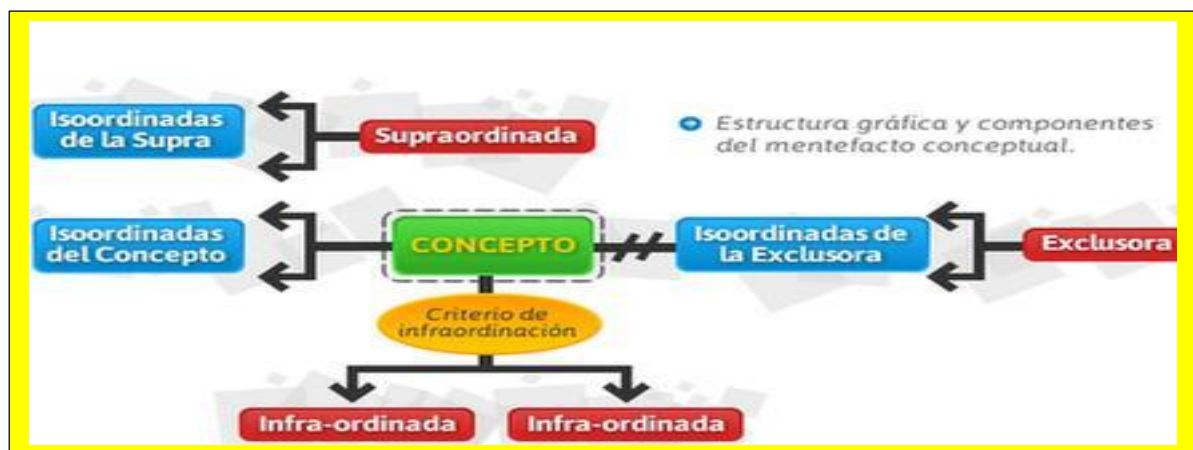 Isoordinadas
de la Supra
Supraordinada
Estructura gráfica y componentes
del mentefacto conceptual.
Isoordinadas
del Concepto
CONCEPTO
Isoordinadas de
la Exclusora
Exclusora
Criterio de
infraordinación
Infra-ordinada
Infra-ordinada